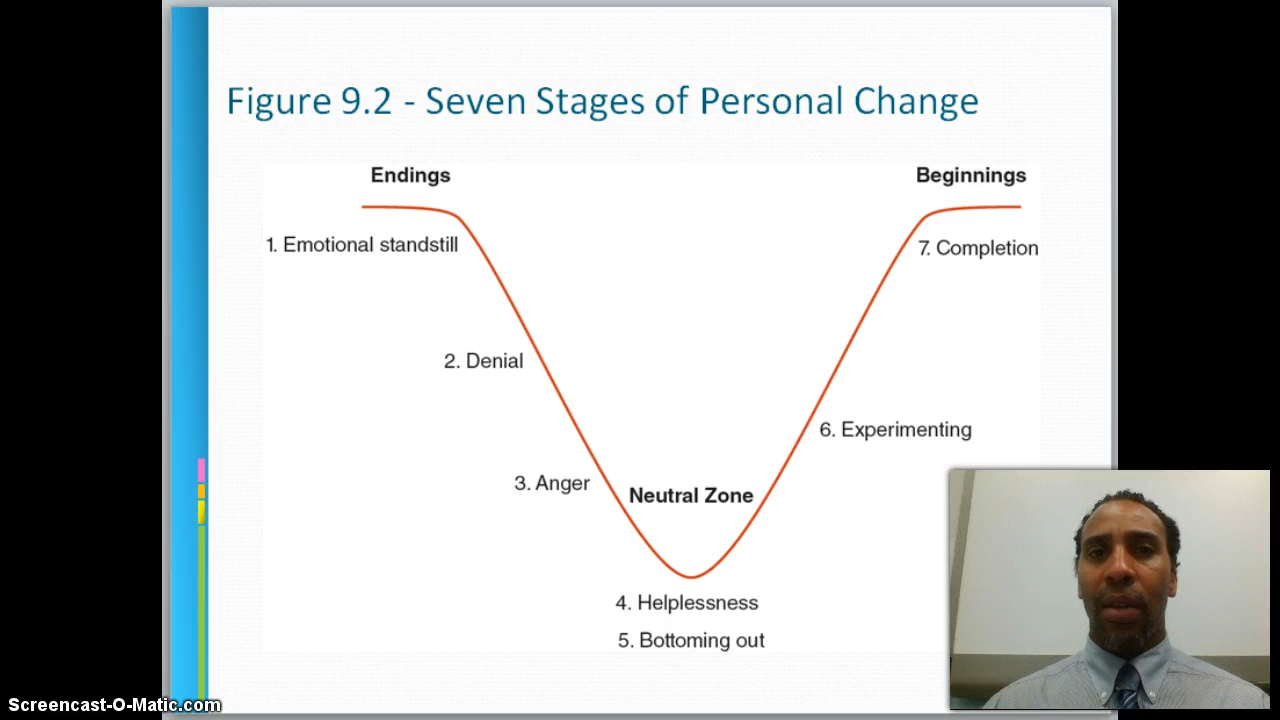 Figure 9.2 - Seven Stages of Personal Change
Endings
Beginnings
1. Emotional standstill
7. Completion
2. Denial
6. Experimenting
3. Anger
Neutral Zone
4. Helplessness
5. Bottoming out
Screencast-O-Matic.com